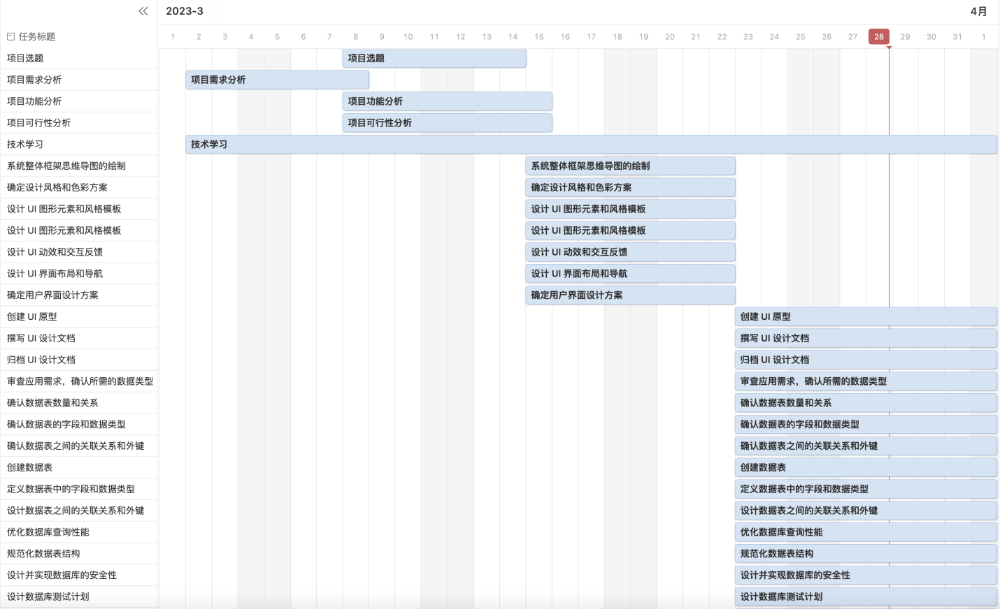 2023-3
4月
任务标题
1 2 3 4 5 6 7 8 9 10 11 12 13 14 15 16 17 18 19 20 21 22 23 24 25 26 27 28 29 30 31 1
项目选题 项目选题
项目需求分析 项目需求分析
项目功能分析 项目功能分析
项目可行性分析 项目可行性分析
技术学习 技术学习
系统整体框架思维导图的绘制 系统整体框架思维导图的绘制
确定设计风格和色彩方案 确定设计风格和色彩方案
设计 UI 图形元素和风格模板 设计 UI 图形元素和风格模板
设计 UI 图形元素和风格模板 设计 UI 图形元素和风格模板
设计 UI 动效和交互反馈 设计 UI 动效和交互反馈
设计 UI 界面布局和导航 设计 UI 界面布局和导航
确定用户界面设计方案 确定用户界面设计方案
创建 UI 原型 创建 UI 原型
撰写 UI 设计文档 撰写 UI 设计文档
归档 UI 设计文档 归档 UI 设计文档
审查应用需求，确认所需的数据类型 审查应用需求，确认所需的数据类型
确认数据表数量和关系 确认数据表数量和关系
确认数据表的字段和数据类型 确认数据表的字段和数据类型
确认数据表之间的关联关系和外键 确认数据表之间的关联关系和外键
创建数据表 创建数据表
定义数据表中的字段和数据类型 定义数据表中的字段和数据类型
设计数据表之间的关联关系和外键 设计数据表之间的关联关系和外键
优化数据库查询性能 优化数据库查询性能
规范化数据表结构 规范化数据表结构
设计并实现数据库的安全性 设计并实现数据库的安全性
设计数据库测试计划 设计数据库测试计划